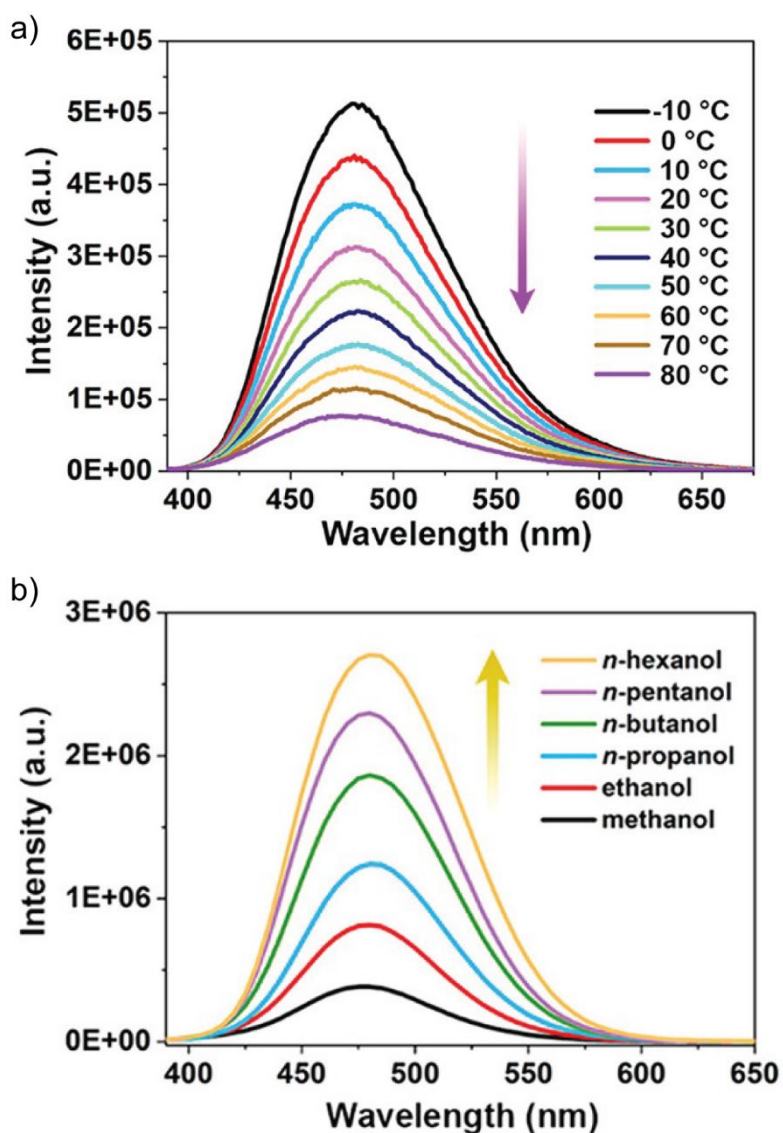 a)
6E+05
5E+05
4E+05
3E+05
2E+05
1E+05
0E+00
Intensity (a.u.)
-10 °C
0 °C
10 °C
20 °C
30 °C
40 °C
50 °C
60 °C
70 °C
80 °C
400 450 500 550 600 650
Wavelength (nm)
b)
3E+06
2E+06
1E+06
0E+00
Intensity (a.u.)
n-hexanol
n-pentanol
n-butanol
n-propanol
ethanol
methanol
400 450 500 550 600 650
Wavelength (nm)